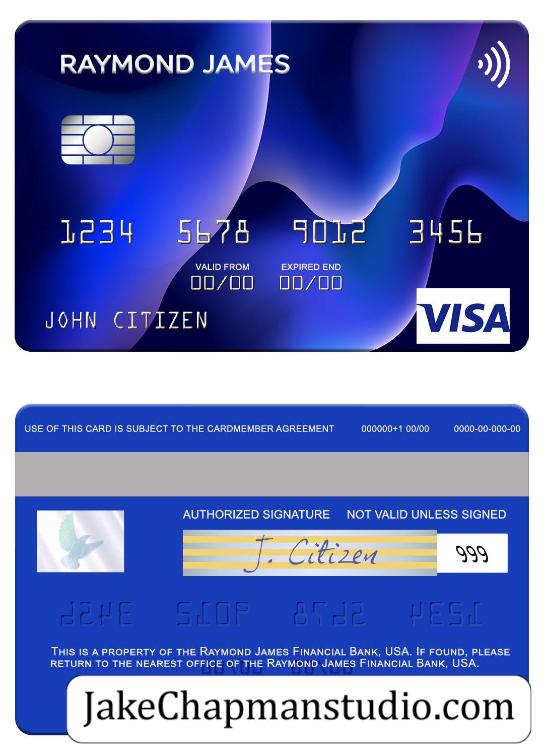 RAYMOND JAMES
1234 5678 9012 3456
VALID FROM EXPIRED END
00/00 00/00
JOHN CITIZEN
VISA
USE OF THIS CARD IS SUBJECT TO THE CARDMEMBER AGREEMENT 000000+1 00/00 0000-00-000-00
AUTHORIZED SIGNATURE NOT VALID UNLESS SIGNED
J. Citizen 999
THIS IS A PROPERTY OF THE RAYMOND JAMES FINANCIAL BANK, USA. IF FOUND, PLEASE
RETURN TO THE NEAREST OFFICE OF THE RAYMOND JAMES FINANCIAL BANK, USA.
JakeChapmanstudio.com